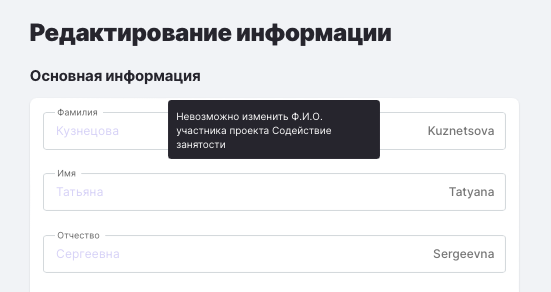 Редактирование информации
Основная информация
Фамилия
Кузнецова
Kuznetsova
Невозможно изменить Ф.И.О.
участника проекта Содействие
занятости
Имя
Татьяна
Tatyana
Отчество
Сергеевна
Sergeevna